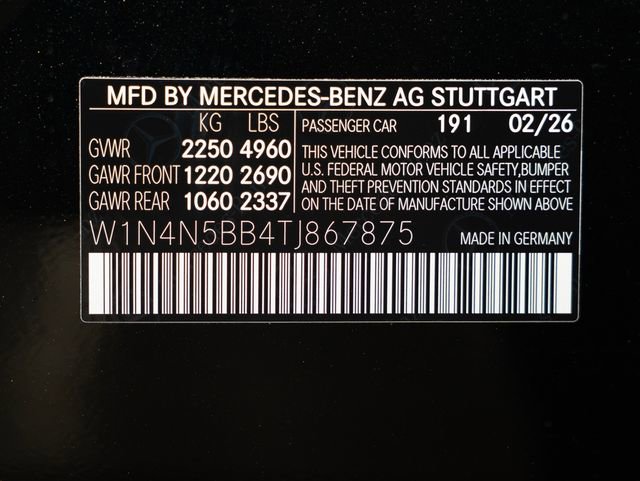 MFD BY MERCEDES-BENZ AG STUTTGART
KG LBS PASSENGER CAR 191 02/26
GVWR 2250 4960 THIS VEHICLE CONFORMS TO ALL APPLICABLE
U.S. FEDERAL MOTOR VEHICLE SAFETY,BUMPER
GAWR FRONT 1220 2690 AND THEFT PREVENTION STANDARDS IN EFFECT
GAWR REAR 1060 2337 ON THE DATE OF MANUFACTURE SHOWN ABOVE
W1N4N5BB4TJ867875 MADE IN GERMANY